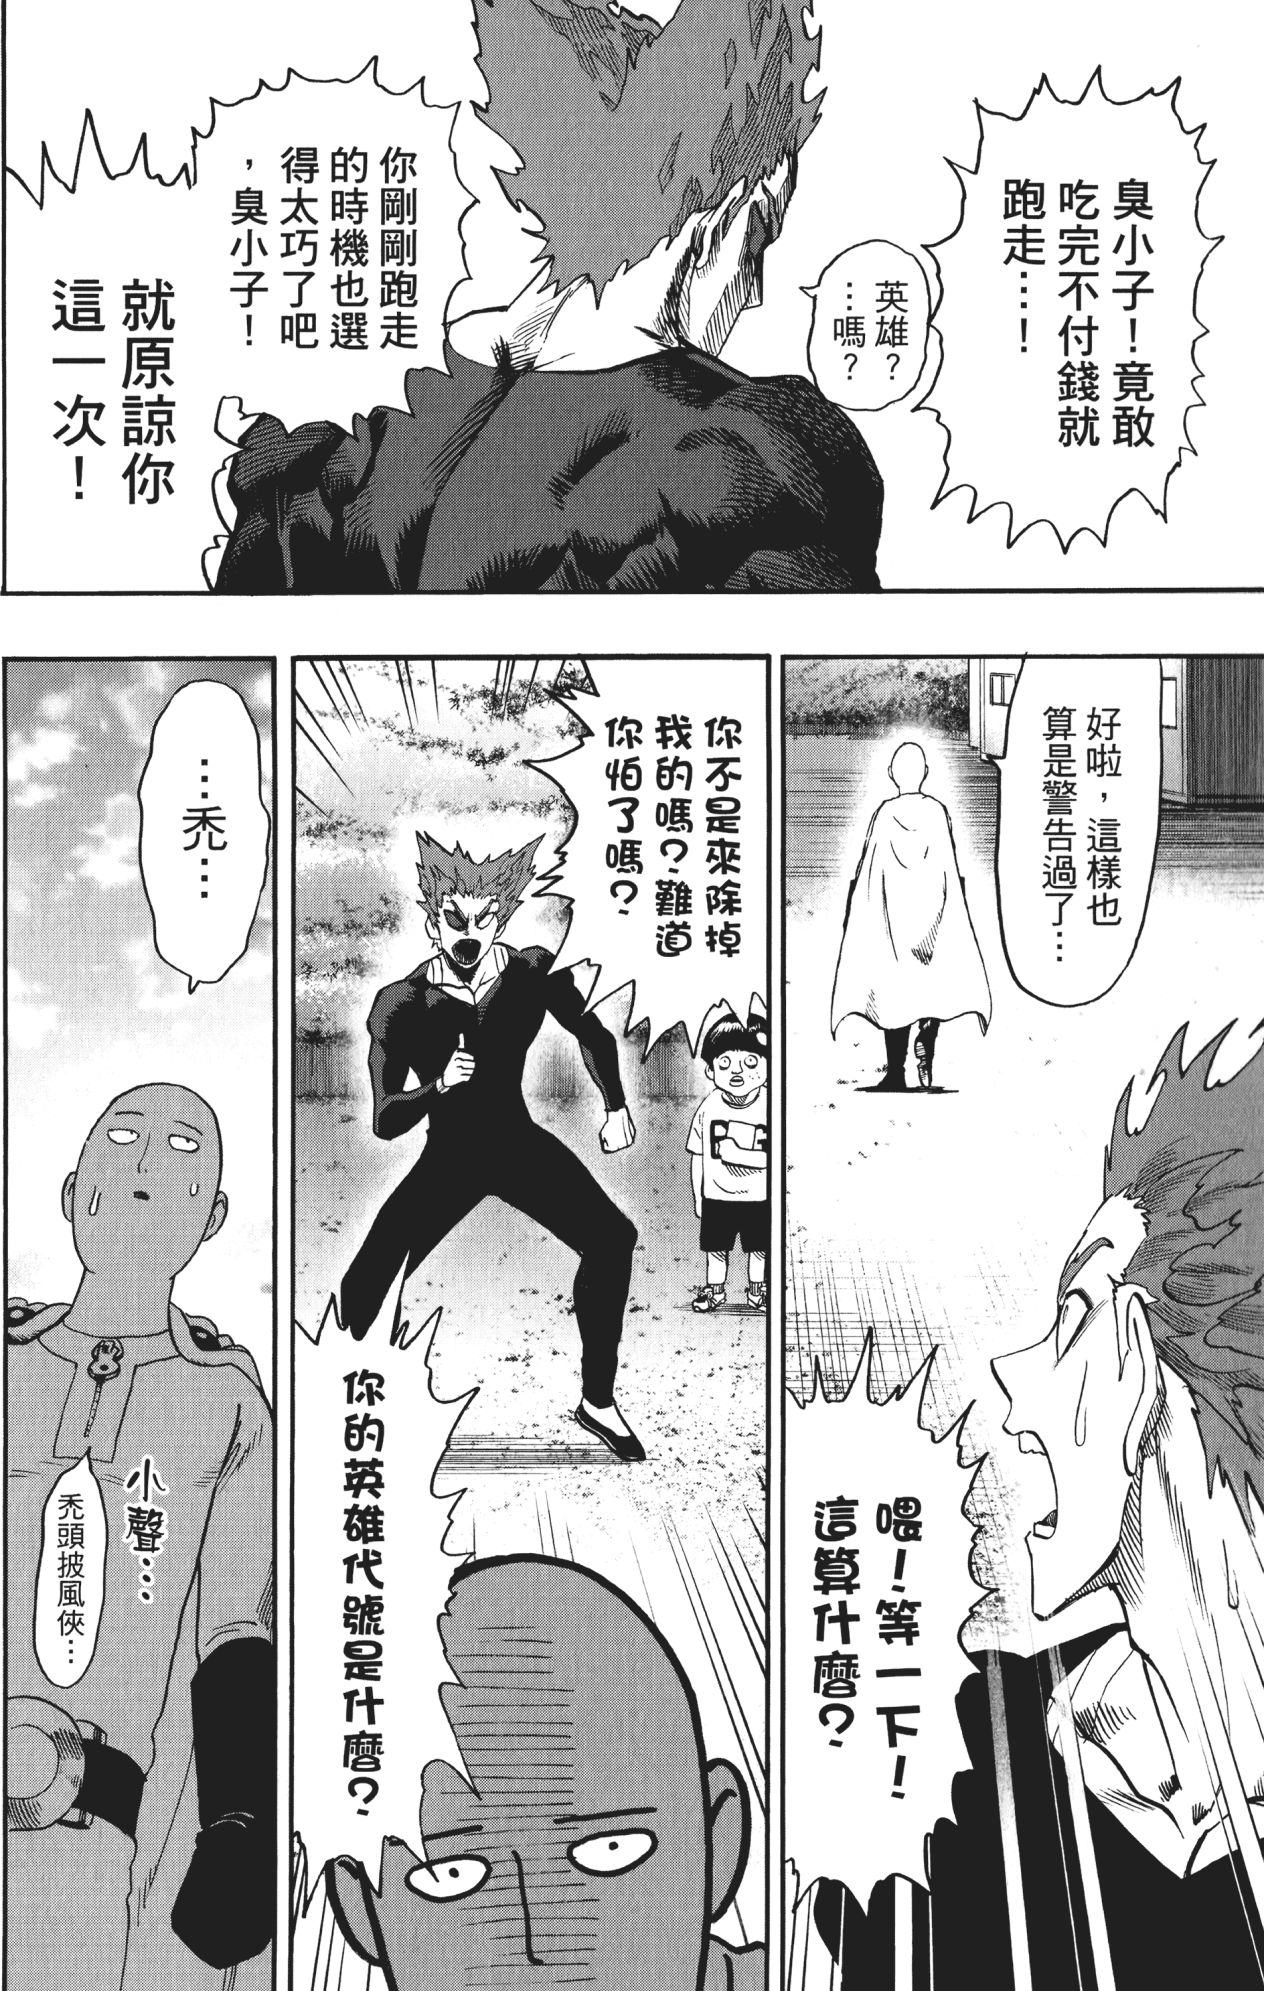 臭小子！竟敢
吃完不付錢就
跑走…！
英雄？
…嗎？
你剛剛跑走
的時機也選
得太巧了吧
，臭小子！
就原諒你
這一次！
好啦，這樣也
算是警告過了…
喂！等一下！
這算什麼？
你不是來除掉
我的嗎？難道
你怕了嗎？
你的英雄代號是什麼？
…禿…
小聲…
禿頭披風俠…